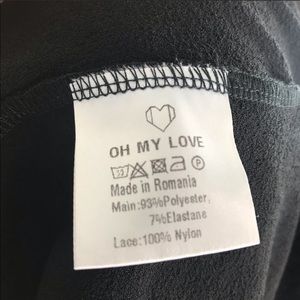 OH MY LOVE
Made in Romania
Main:93%Polyester,
7%Elastane
Lace:100% Nylon